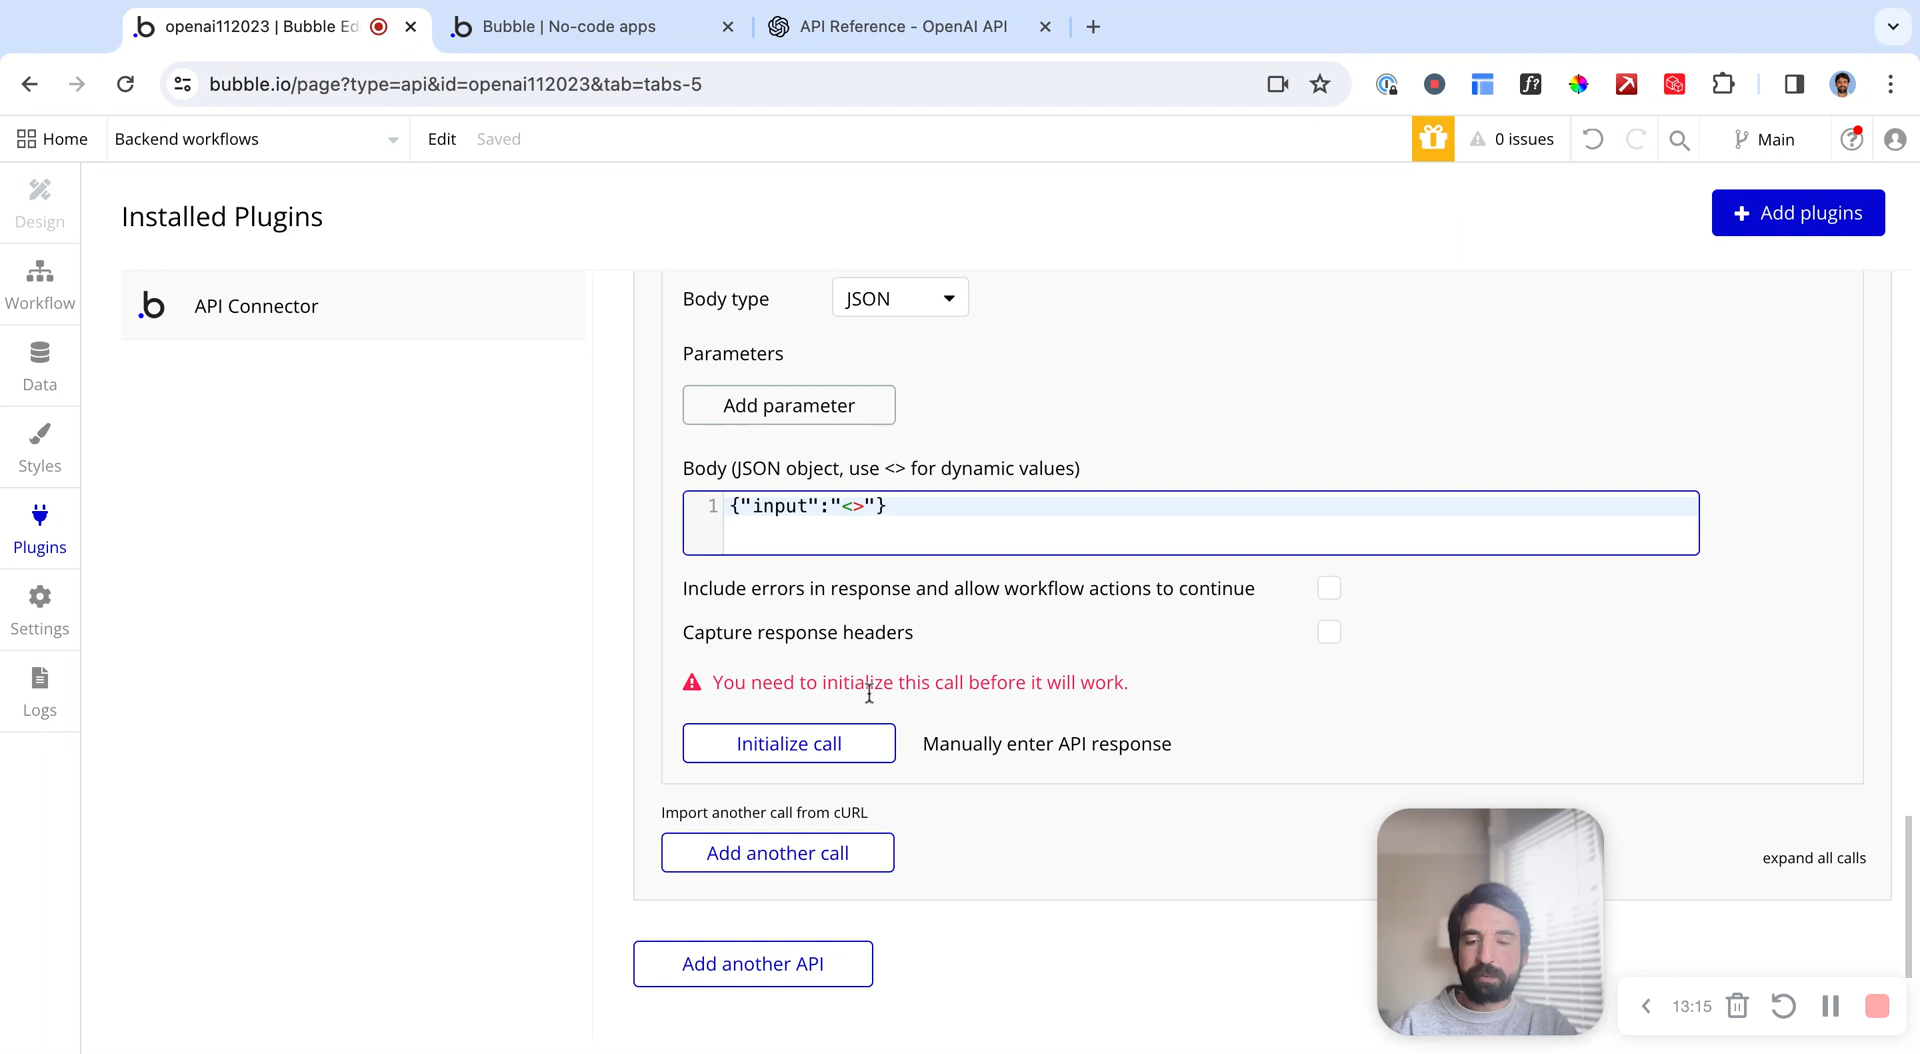 openai112023 | Bubble Ed
Bubble | No-code apps
API Reference - OpenAI API
bubble.io/page?type=api&id=openai112023&tab=tabs-5
f?
Home
Backend workflows
Edit
Saved
0 issues
Main
Design
Workflow
Data
Styles
Plugins
Settings
Logs
Installed Plugins
+ Add plugins
API Connector
Body type
JSON
Parameters
Add parameter
Body (JSON object, use <> for dynamic values)
1 {"input":"<>"}
Include errors in response and allow workflow actions to continue
Capture response headers
You need to initialize this call before it will work.
Initialize call
Manually enter API response
Import another call from cURL
Add another call
expand all calls
Add another API
13:15